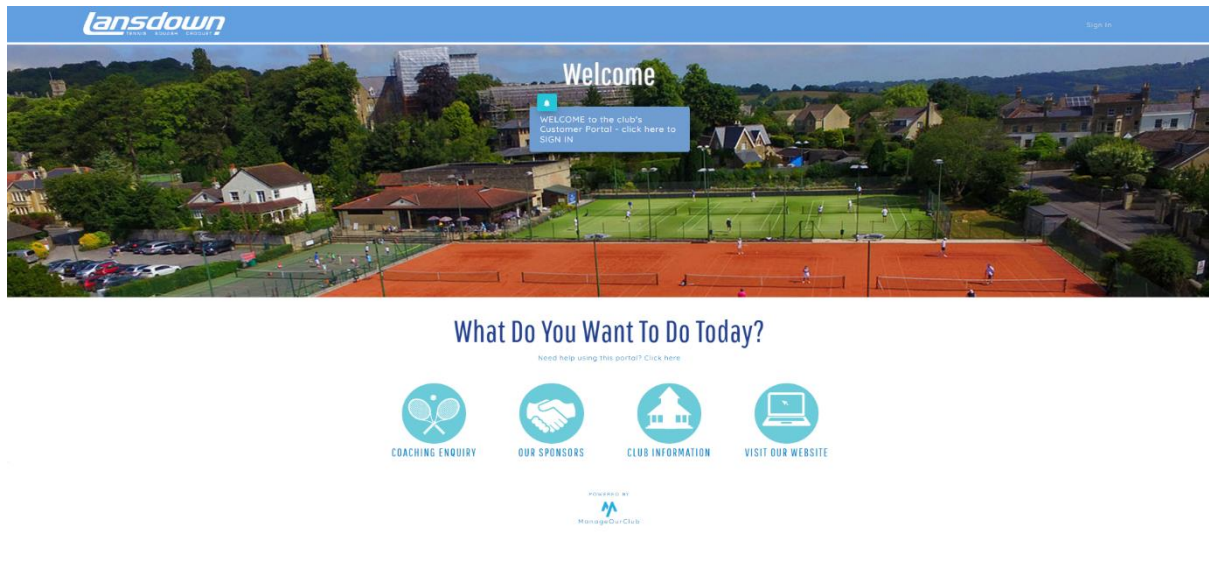 Lansdown
TENNIS SQUASH CROQUET
Sign In
Welcome
WELCOME to the club's
Customer Portal - click here to
SIGN IN
What Do You Want To Do Today?
Need help using this portal? Click here
COACHING ENQUIRY
OUR SPONSORS
CLUB INFORMATION
VISIT OUR WEBSITE
POWERED BY
ManageOurClub